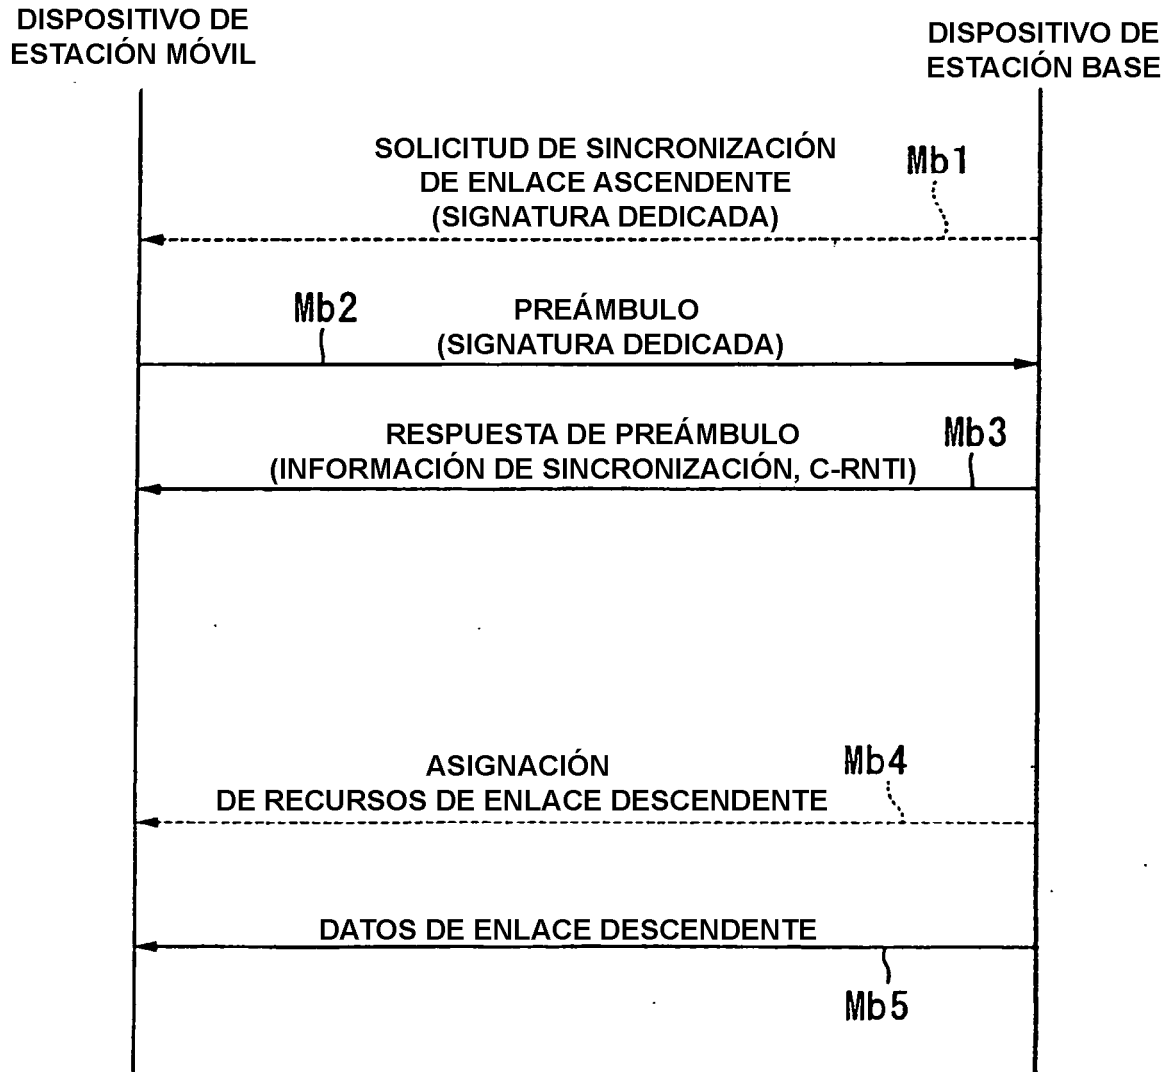 DISPOSITIVO DE
ESTACIÓN MÓVIL
DISPOSITIVO DE
ESTACIÓN BASE
SOLICITUD DE SINCRONIZACIÓN
DE ENLACE ASCENDENTE
(SIGNATURA DEDICADA)
Mb1
Mb2
PREÁMBULO
(SIGNATURA DEDICADA)
RESPUESTA DE PREÁMBULO
(INFORMACIÓN DE SINCRONIZACIÓN, C-RNTI)
Mb3
ASIGNACIÓN
DE RECURSOS DE ENLACE DESCENDENTE
Mb4
DATOS DE ENLACE DESCENDENTE
Mb5